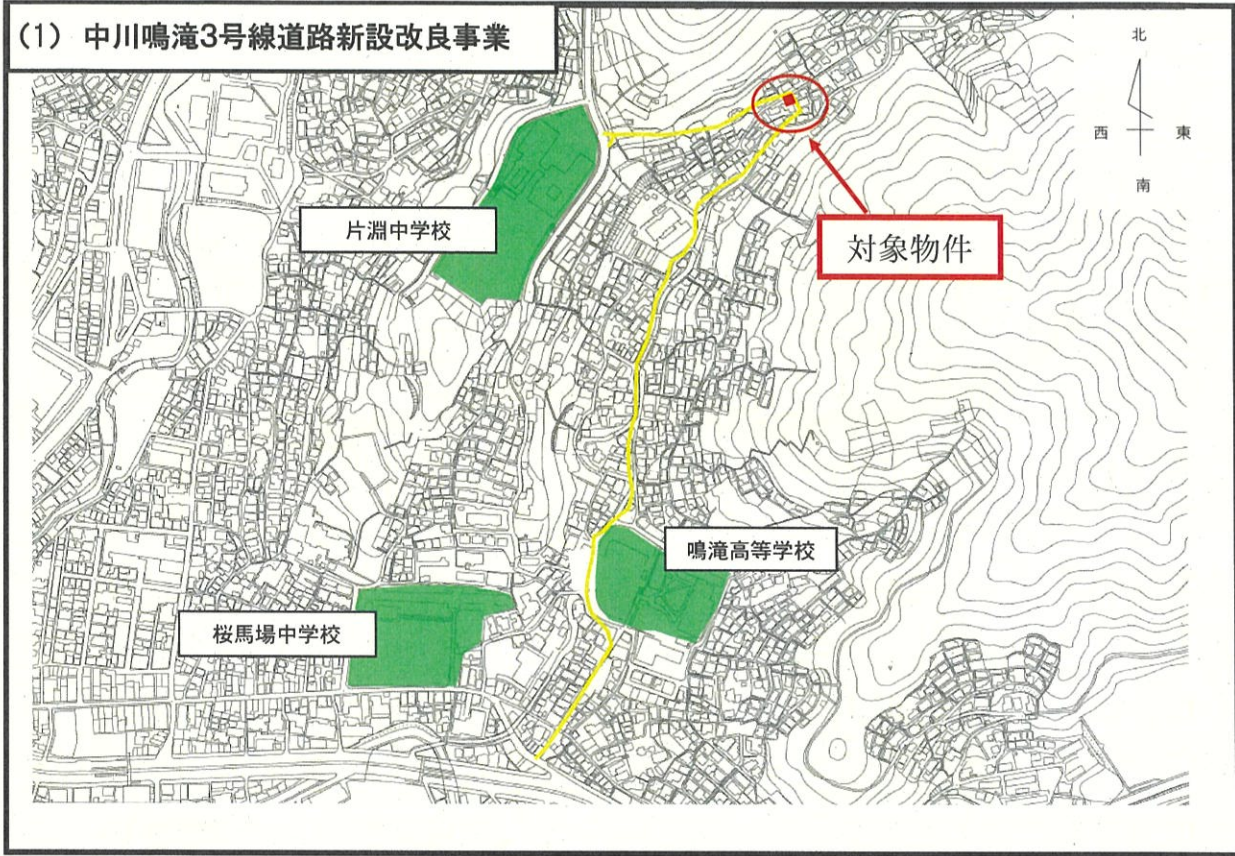 (1) 中川鳴滝3号線道路新設改良事業
北
西
東
南
片淵中学校
対象物件
鳴滝高等学校
桜馬場中学校